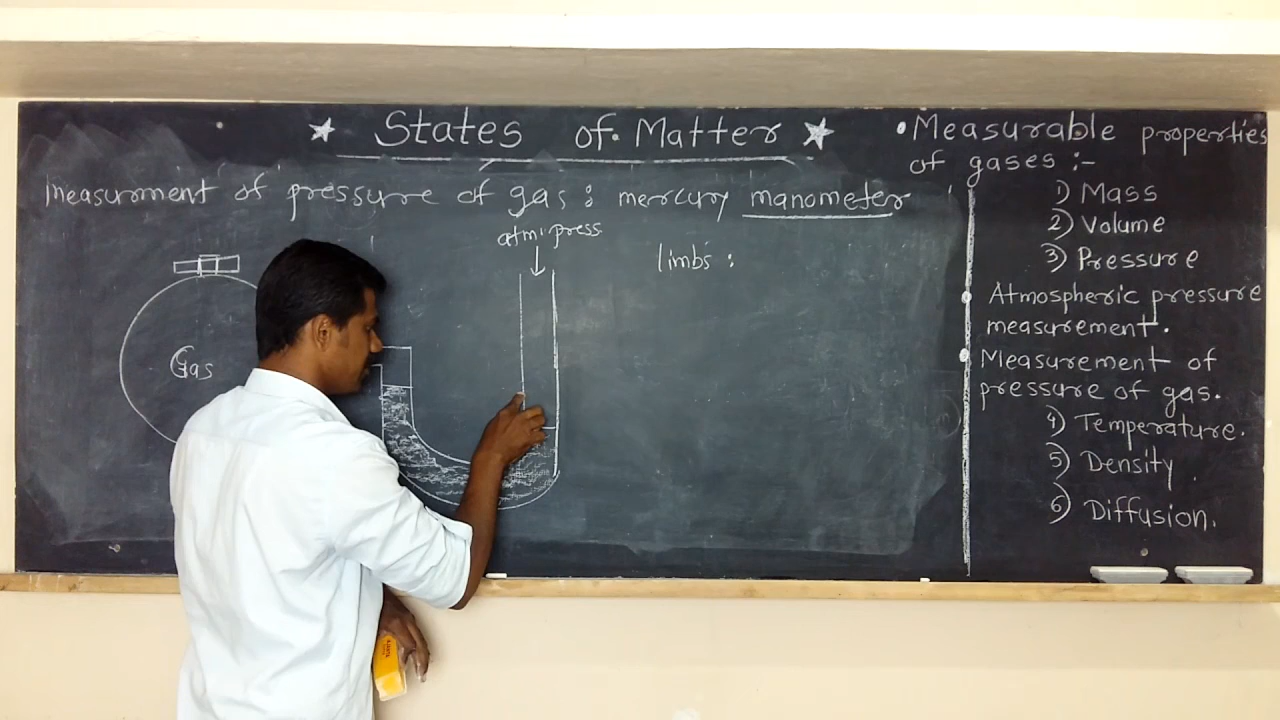 States of Matter
Measurment of pressure of gas : mercury manometer
atm. press
limbs :
Gas
• Measurable properties
of gases :-
1) Mass
2) Volume
3) Pressure
Atmospheric pressure
measurement.
Measurement of
pressure of gas.
4) Temperature.
5) Density
6) Diffusion.